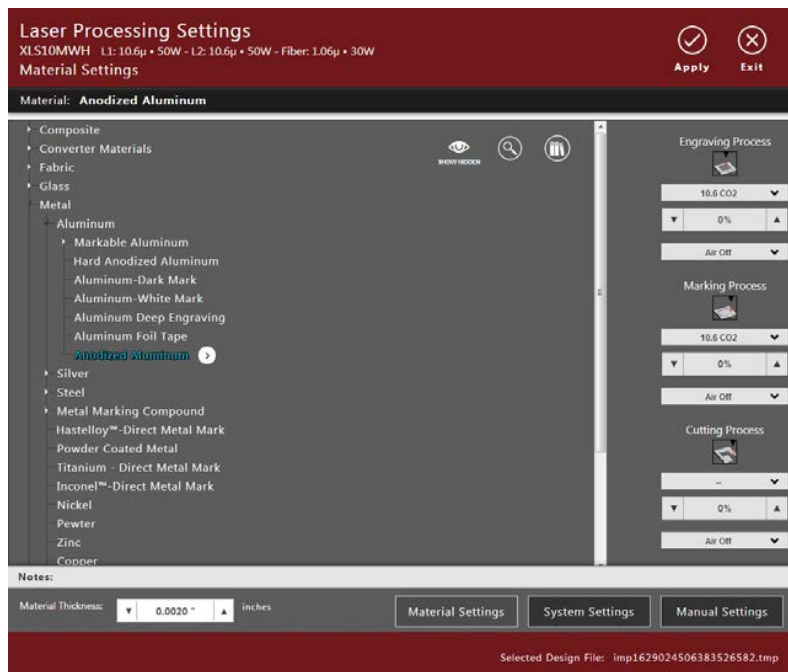 Laser Processing Settings
XLS10MWH L1: 10.6µ • 50W - L2: 10.6µ • 50W - Fiber: 1.06µ • 30W
Material Settings
Apply
Exit
Material: Anodized Aluminum
Composite
Converter Materials
Fabric
Glass
Metal
Aluminum
Markable Aluminum
Hard Anodized Aluminum
Aluminum-Dark Mark
Aluminum-White Mark
Aluminum Deep Engraving
Aluminum Foil Tape
Anodized Aluminum
Silver
Steel
Metal Marking Compound
Hastelloy™-Direct Metal Mark
Powder Coated Metal
Titanium - Direct Metal Mark
Inconel™-Direct Metal Mark
Nickel
Pewter
Zinc
Copper
SHOW HIDDEN
Engraving Process
10.6 CO2
0%
Air Off
Marking Process
10.6 CO2
0%
Air Off
Cutting Process
--
0%
Air Off
Notes:
Material Thickness: 0.0020 " inches
Material Settings
System Settings
Manual Settings
Selected Design File: imp1629024506383526582.tmp